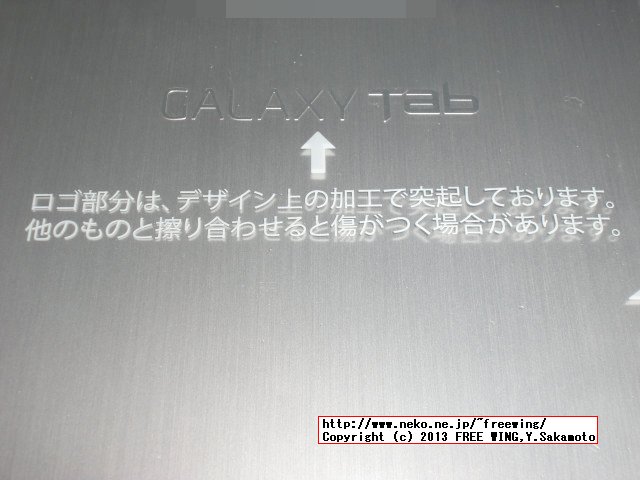 GALAXY Tab
ロゴ部分は、デザイン上の加工で突起しております。
他のものと擦り合わせると傷がつく場合があります。
http://www.neko.ne.jp/~freewing/
Copyright (c) 2013 FREE WING,Y.Sakamoto